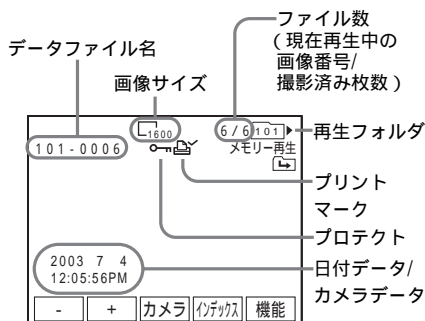 ファイル数
(現在再生中の
画像番号/
撮影済み枚数)
データファイル名
画像サイズ
1600
6/6
101
再生フォルダ
101-0006
メモリー再生
プリント
マーク
プロテクト
2003 7 4
12:05:56PM
日付データ/
カメラデータ
- + カメラ インデックス 機能